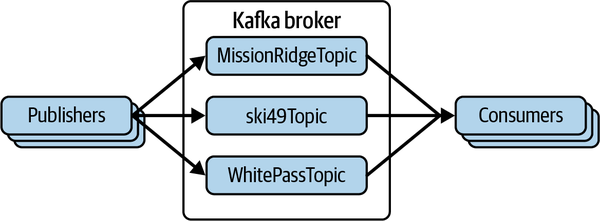 Kafka broker
MissionRidgeTopic
Publishers
ski49Topic
Consumers
WhitePassTopic